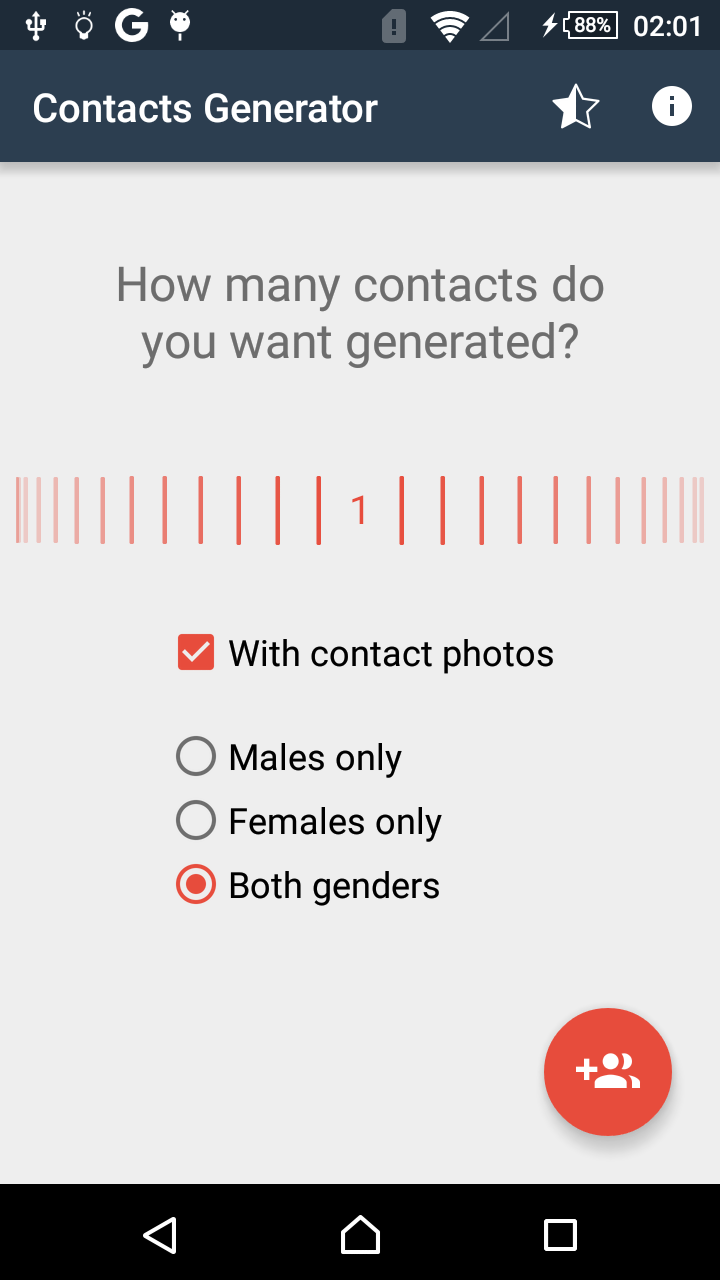 88% 02:01
Contacts Generator
How many contacts do
you want generated?
1
With contact photos
Males only
Females only
Both genders